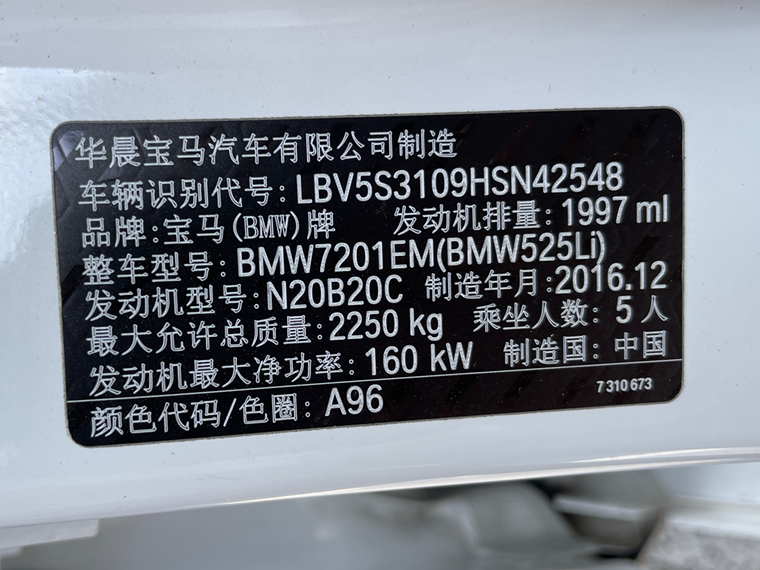 华晨宝马汽车有限公司制造
车辆识别代号: LBV5S3109HSN42548
品牌: 宝马(BMW)牌 发动机排量: 1997 ml
整车型号: BMW7201EM(BMW525Li)
发动机型号: N20B20C 制造年月: 2016.12
最大允许总质量: 2250 kg 乘坐人数: 5 人
发动机最大净功率: 160 kW 制造国: 中国
7 310 673
颜色代码/色圈: A96